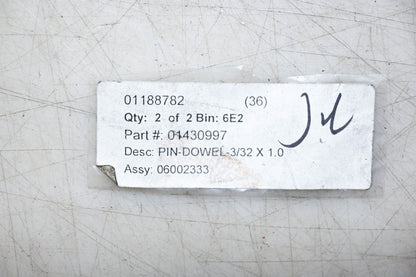 01188782 (36)
Qty: 2 of 2 Bin: 6E2
Part #: 01430997
Desc: PIN-DOWEL-3/32 X 1.0
Assy: 06002333